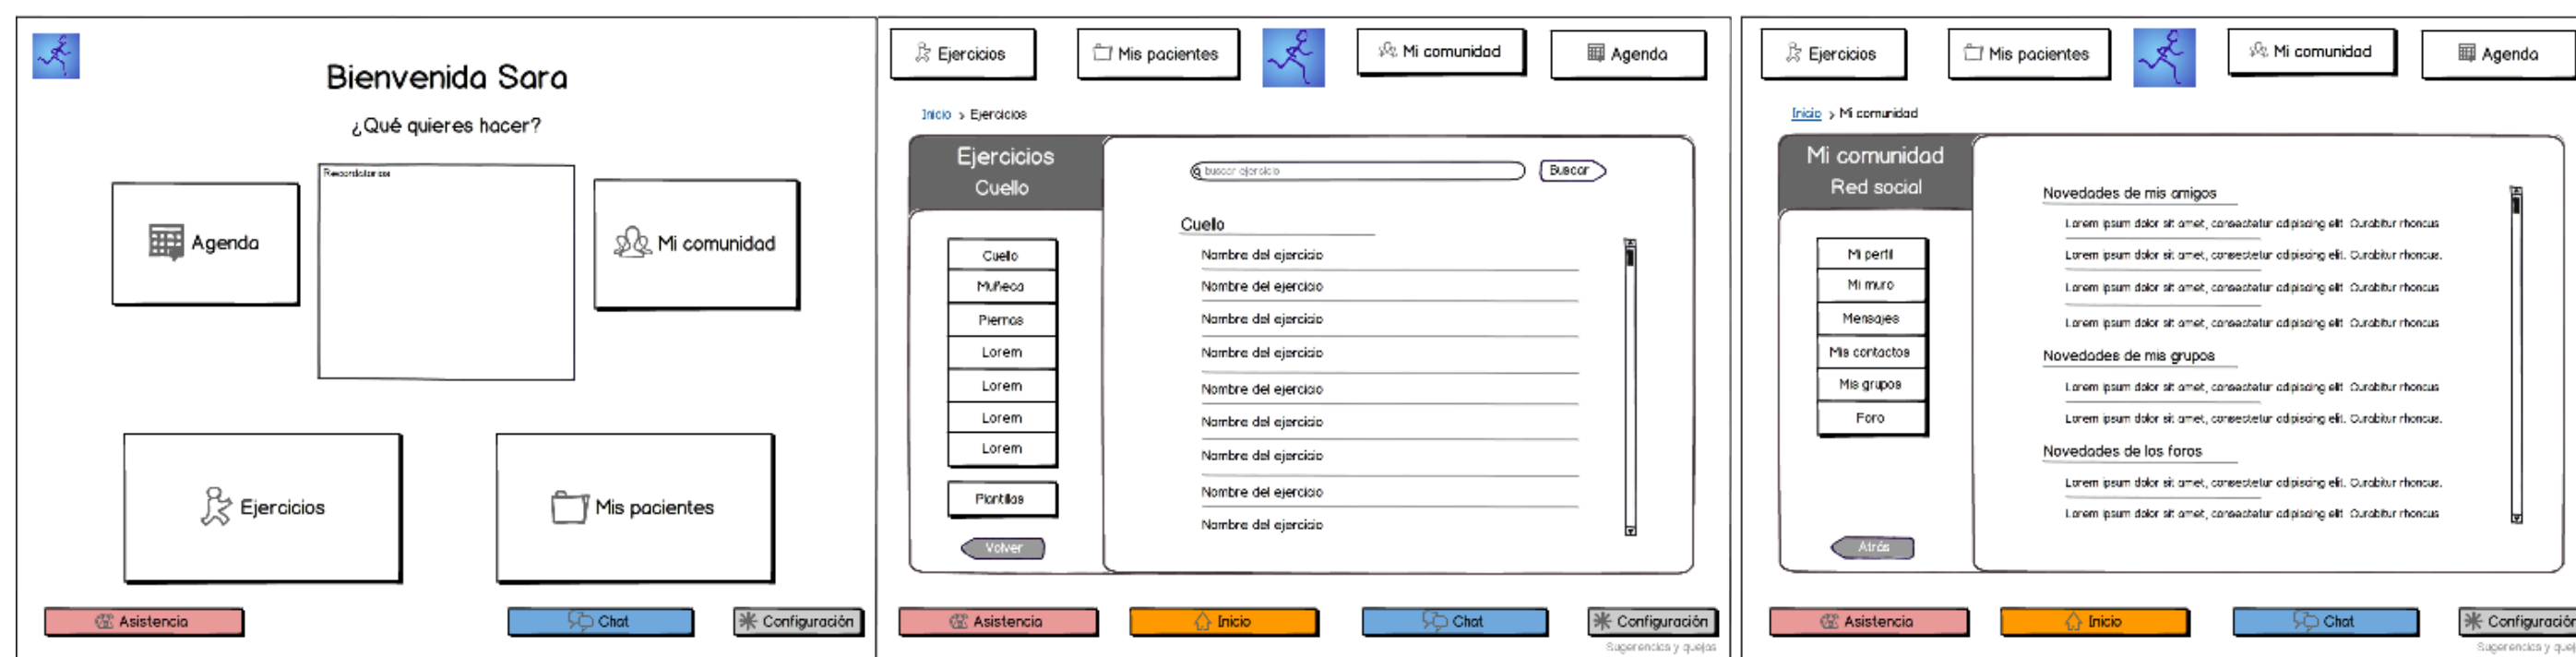 Bienvenida Sara
¿Qué quieres hacer?
Recordatorios
Agenda
Mi comunidad
Ejercicios
Mis pacientes
Asistencia
Chat
Configuración
Ejercicios
Mis pacientes
Mi comunidad
Agenda
Inicio > Ejercicios
Ejercicios
Cuello
buscar ejercicio
Buscar
Cuello
Cuello
Muñeca
Piernas
Lorem
Lorem
Lorem
Lorem
Plantillas
Volver
Nombre del ejercicio
Nombre del ejercicio
Nombre del ejercicio
Nombre del ejercicio
Nombre del ejercicio
Nombre del ejercicio
Nombre del ejercicio
Nombre del ejercicio
Nombre del ejercicio
Asistencia
Inicio
Chat
Configuración
Sugerencias y quejas
Ejercicios
Mis pacientes
Mi comunidad
Agenda
Inicio > Mi comunidad
Mi comunidad
Red social
Mi perfil
Mi muro
Mensajes
Mis contactos
Mis grupos
Foro
Atrás
Novedades de mis amigos
Lorem ipsum dolor sit amet, consectetur adipiscing elit. Curabitur rhoncus
Lorem ipsum dolor sit amet, consectetur adipiscing elit. Curabitur rhoncus.
Lorem ipsum dolor sit amet, consectetur adipiscing elit. Curabitur rhoncus
Lorem ipsum dolor sit amet, consectetur adipiscing elit. Curabitur rhoncus
Novedades de mis grupos
Lorem ipsum dolor sit amet, consectetur adipiscing elit. Curabitur rhoncus
Lorem ipsum dolor sit amet, consectetur adipiscing elit. Curabitur rhoncus.
Novedades de los foros
Lorem ipsum dolor sit amet, consectetur adipiscing elit. Curabitur rhoncus.
Lorem ipsum dolor sit amet, consectetur adipiscing elit. Curabitur rhoncus
Asistencia
Inicio
Chat
Configuración
Sugerencias y quej